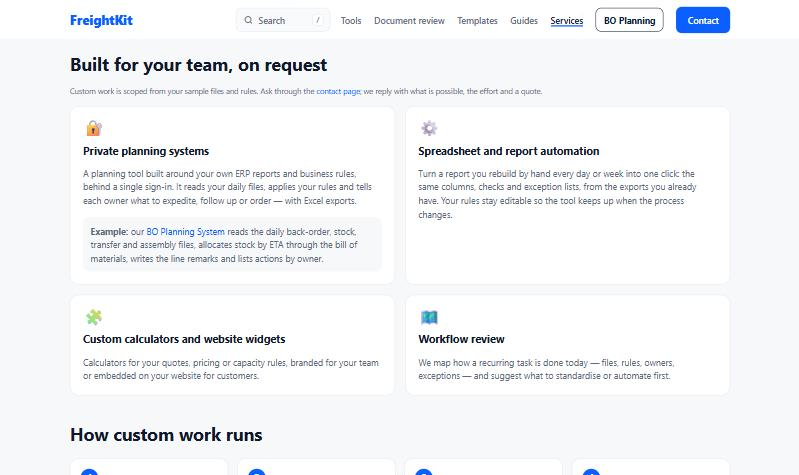 FreightKit
Search /
Tools
Document review
Templates
Guides
Services
BO Planning
Contact
Built for your team, on request
Custom work is scoped from your sample files and rules. Ask through the contact page; we reply with what is possible, the effort and a quote.
Private planning systems
A planning tool built around your own ERP reports and business rules,
behind a single sign-in. It reads your daily files, applies your rules and tells
each owner what to expedite, follow up or order — with Excel exports.
Example: our BO Planning System reads the daily back-order, stock,
transfer and assembly files, allocates stock by ETA through the bill of
materials, writes the line remarks and lists actions by owner.
Spreadsheet and report automation
Turn a report you rebuild by hand every day or week into one click: the
same columns, checks and exception lists, from the exports you already
have. Your rules stay editable so the tool keeps up when the process
changes.
Custom calculators and website widgets
Calculators for your quotes, pricing or capacity rules, branded for your team
or embedded on your website for customers.
Workflow review
We map how a recurring task is done today — files, rules, owners,
exceptions — and suggest what to standardise or automate first.
How custom work runs